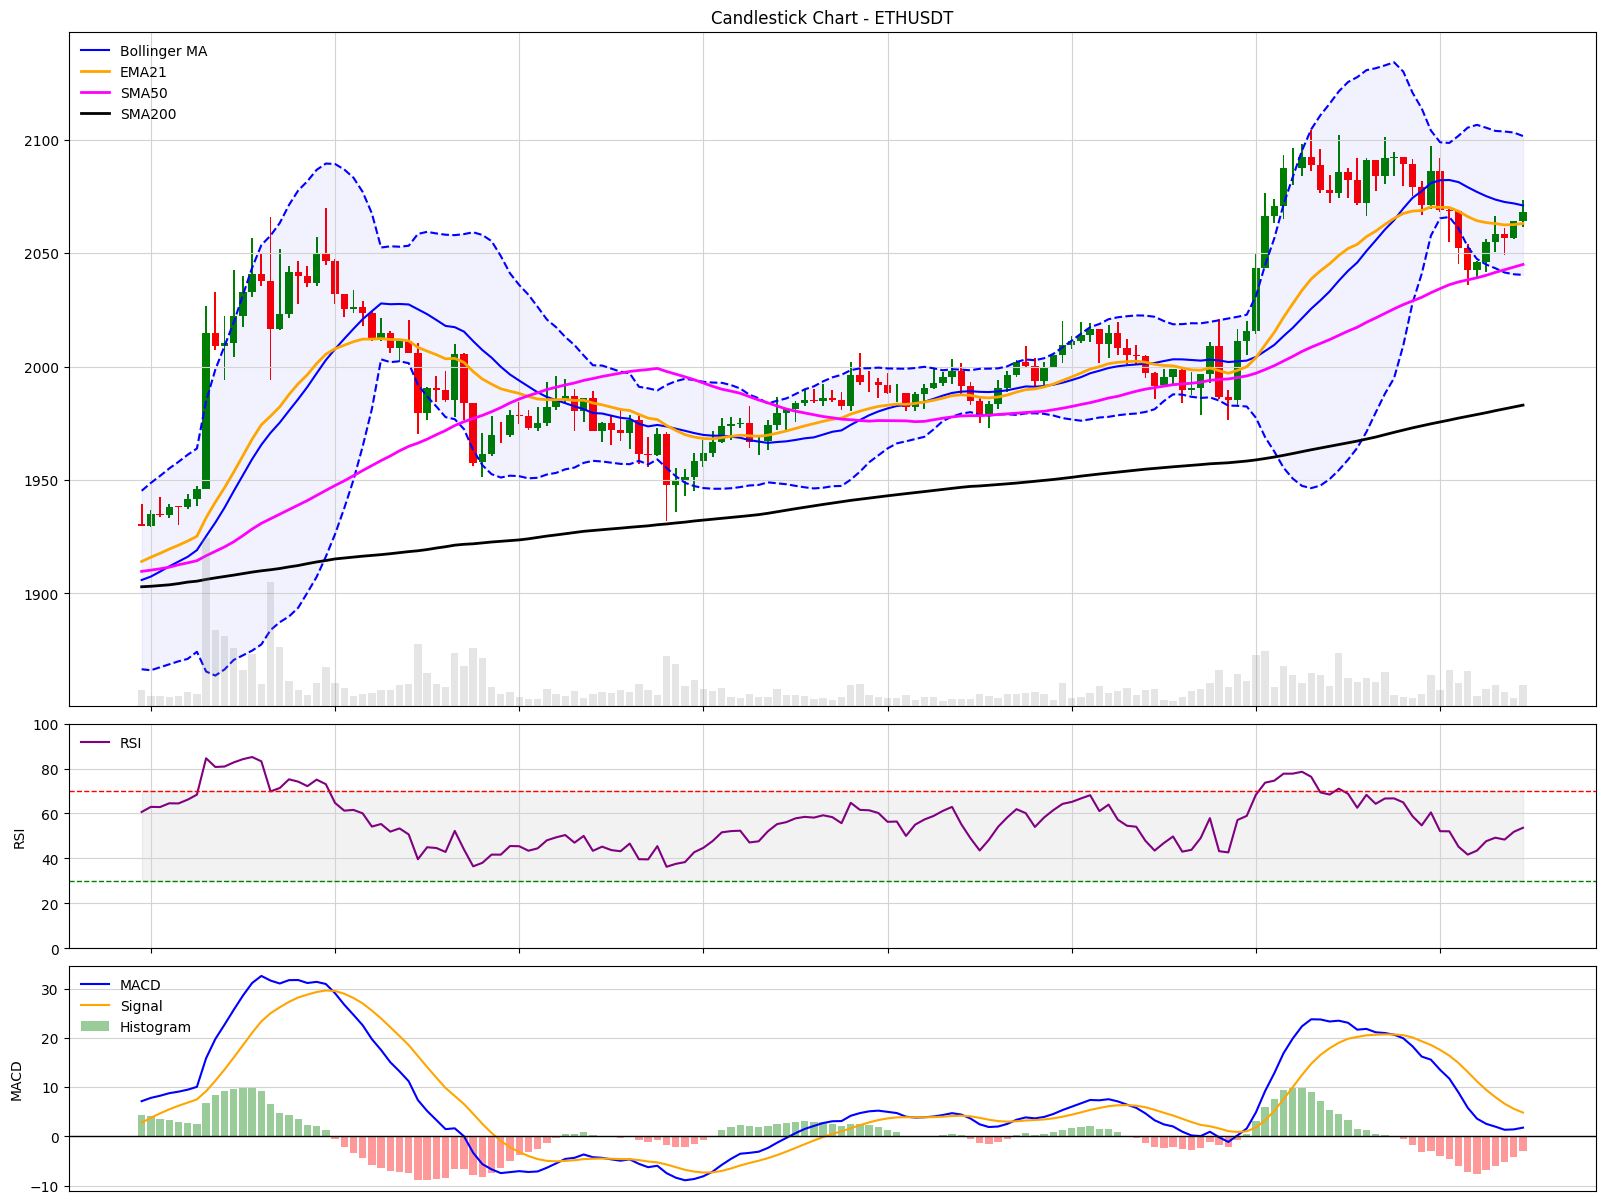 Candlestick Chart - ETHUSDT
Bollinger MA
EMA21
SMA50
SMA200
2100
2050
2000
1950
1900
100
80
60
40
20
0
RSI
RSI
30
20
10
0
−10
MACD
MACD
Signal
Histogram